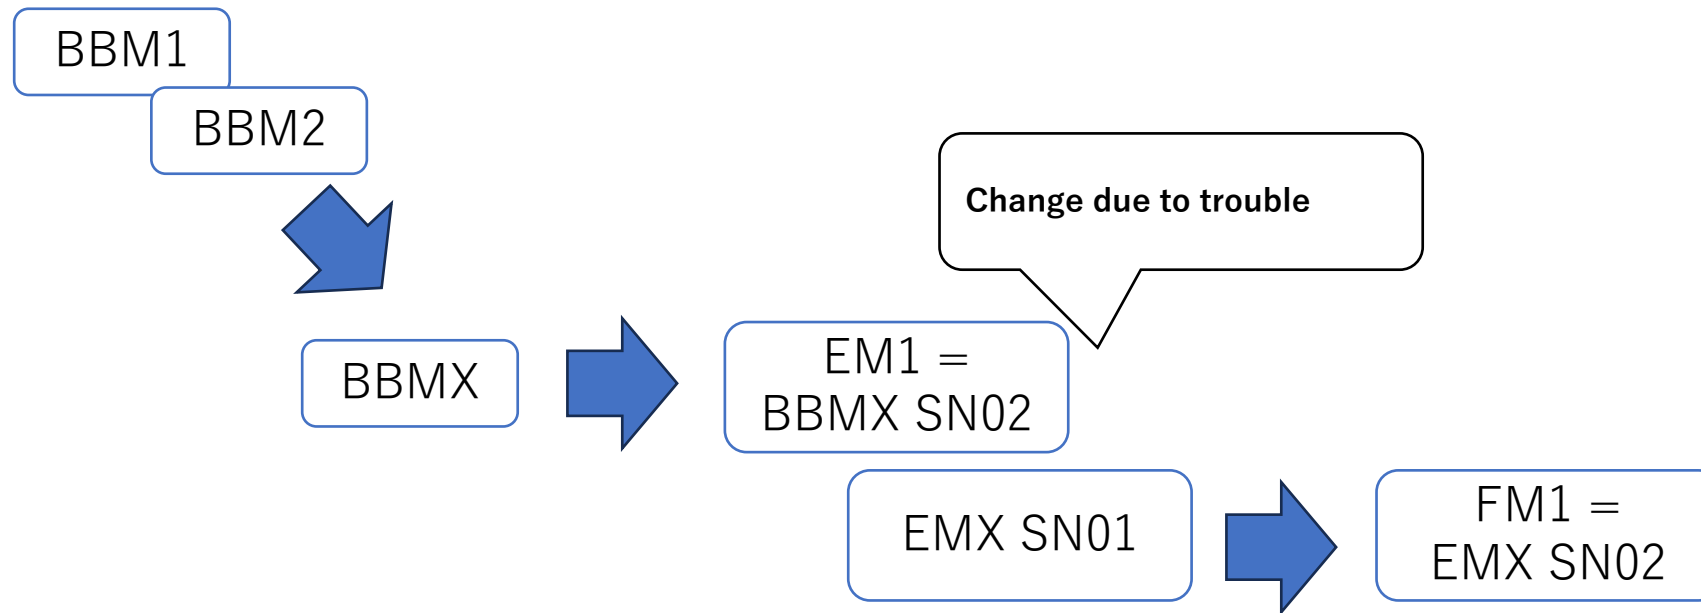 BBM1
BBM2
Change due to trouble
BBMX
EM1 =
BBMX SN02
EMX SN01
FM1 =
EMX SN02